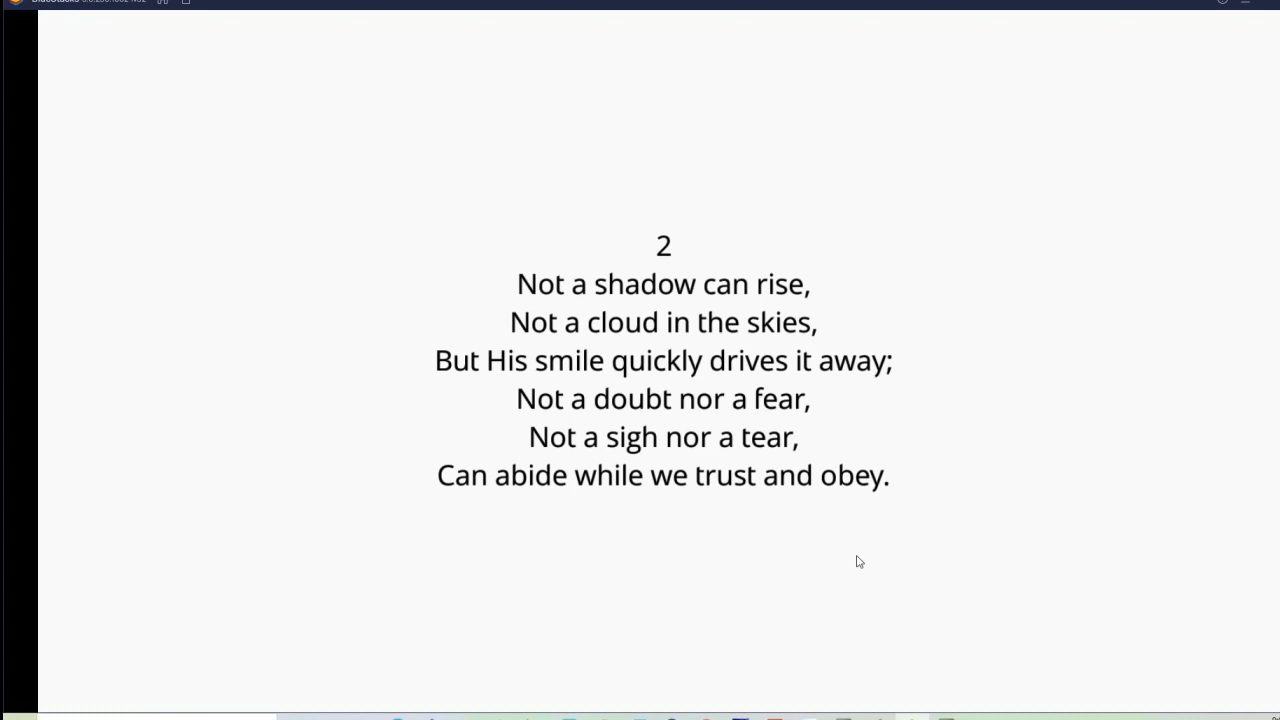 2
Not a shadow can rise,
Not a cloud in the skies,
But His smile quickly drives it away;
Not a doubt nor a fear,
Not a sigh nor a tear,
Can abide while we trust and obey.